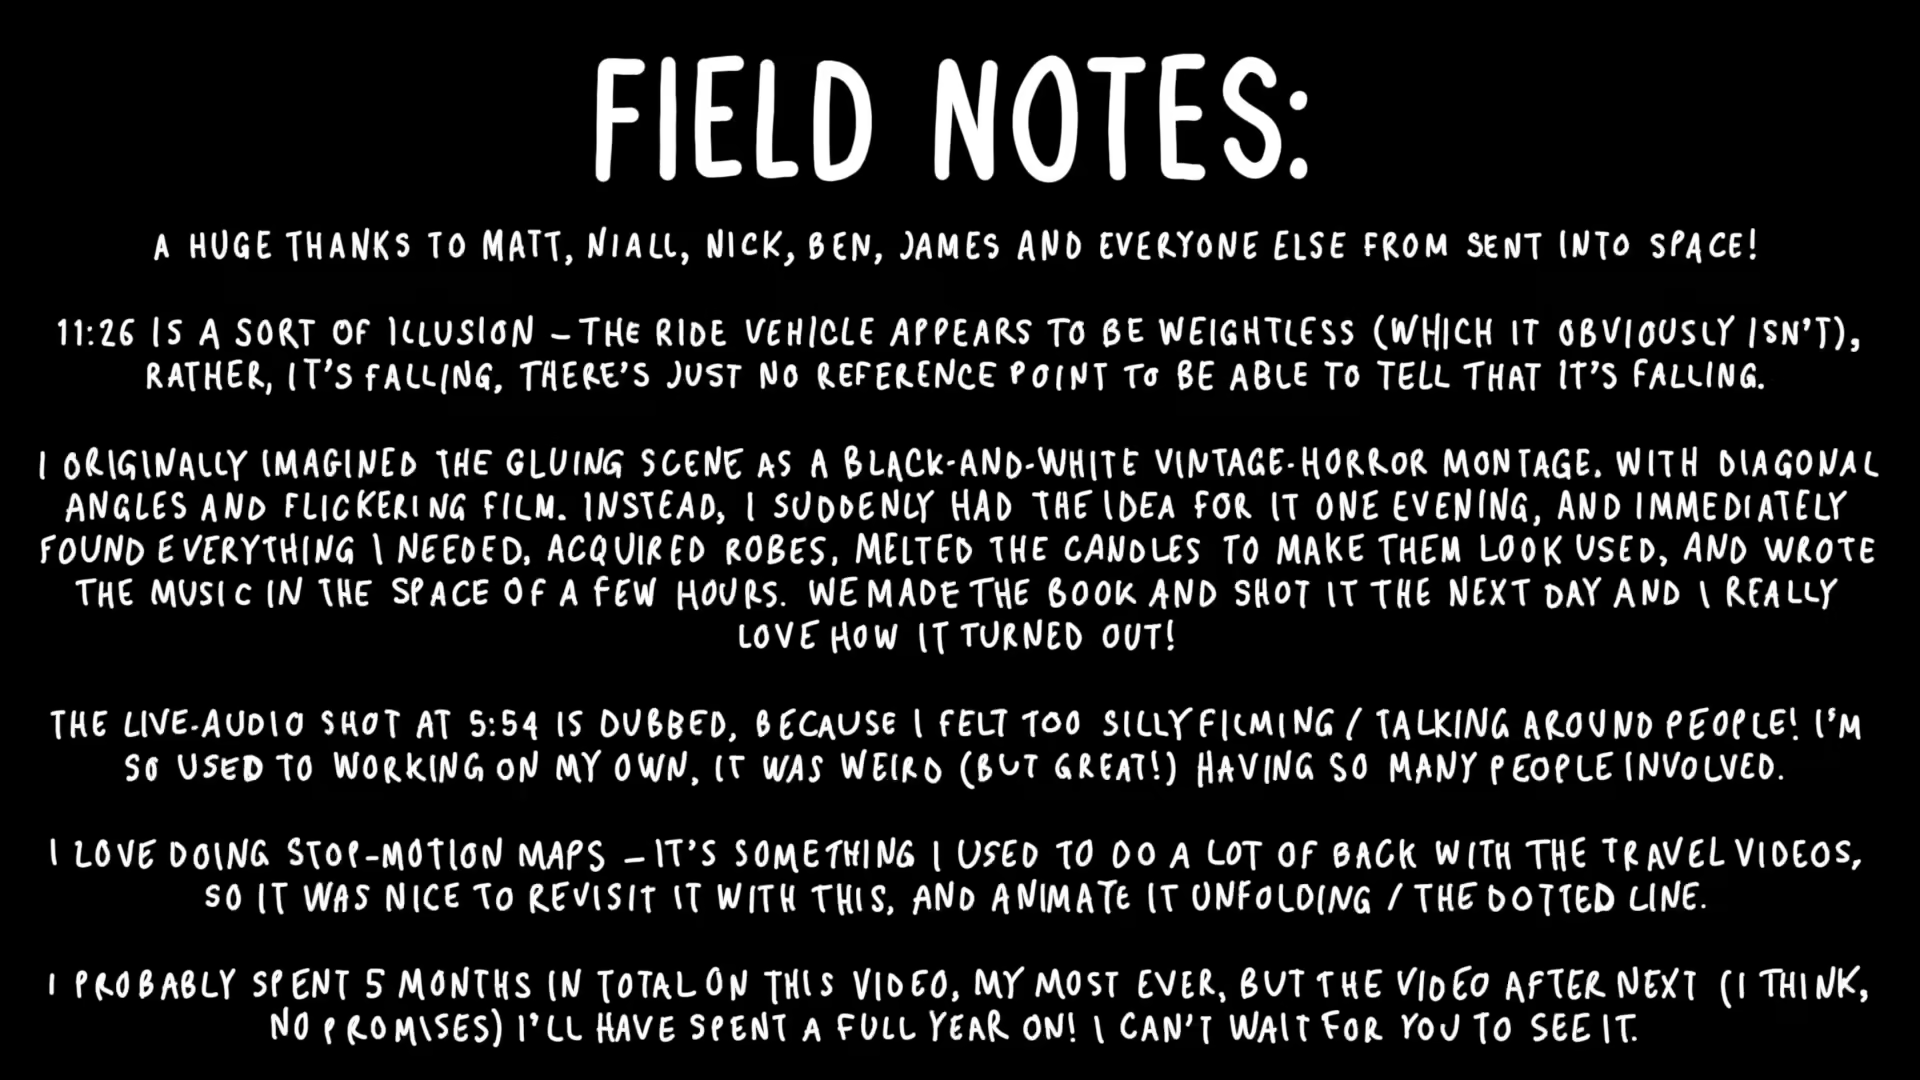 FIELD NOTES:
A HUGE THANKS TO MATT, NIALL, NICK, BEN, JAMES AND EVERYONE ELSE FROM SENT INTO SPACE!
11:26 IS A SORT OF ILLUSION – THE RIDE VEHICLE APPEARS TO BE WEIGHTLESS (WHICH IT OBVIOUSLY ISN'T),
RATHER, IT'S FALLING, THERE'S JUST NO REFERENCE POINT TO BE ABLE TO TELL THAT IT'S FALLING.
I ORIGINALLY IMAGINED THE GLUING SCENE AS A BLACK-AND-WHITE VINTAGE-HORROR MONTAGE. WITH DIAGONAL
ANGLES AND FLICKERING FILM. INSTEAD, I SUDDENLY HAD THE IDEA FOR IT ONE EVENING, AND IMMEDIATELY
FOUND EVERYTHING I NEEDED, ACQUIRED ROBES, MELTED THE CANDLES TO MAKE THEM LOOK USED, AND WROTE
THE MUSIC IN THE SPACE OF A FEW HOURS. WE MADE THE BOOK AND SHOT IT THE NEXT DAY AND I REALLY
LOVE HOW IT TURNED OUT!
THE LIVE-AUDIO SHOT AT 5:54 IS DUBBED, BECAUSE I FELT TOO SILLY FILMING / TALKING AROUND PEOPLE! I'M
SO USED TO WORKING ON MY OWN, IT WAS WEIRD (BUT GREAT!) HAVING SO MANY PEOPLE INVOLVED.
I LOVE DOING STOP-MOTION MAPS – IT'S SOMETHING I USED TO DO A LOT OF BACK WITH THE TRAVEL VIDEOS,
SO IT WAS NICE TO REVISIT IT WITH THIS, AND ANIMATE IT UNFOLDING / THE DOTTED LINE.
I PROBABLY SPENT 5 MONTHS IN TOTAL ON THIS VIDEO, MY MOST EVER, BUT THE VIDEO AFTER NEXT (I THINK,
NO PROMISES) I'LL HAVE SPENT A FULL YEAR ON! I CAN'T WAIT FOR YOU TO SEE IT.